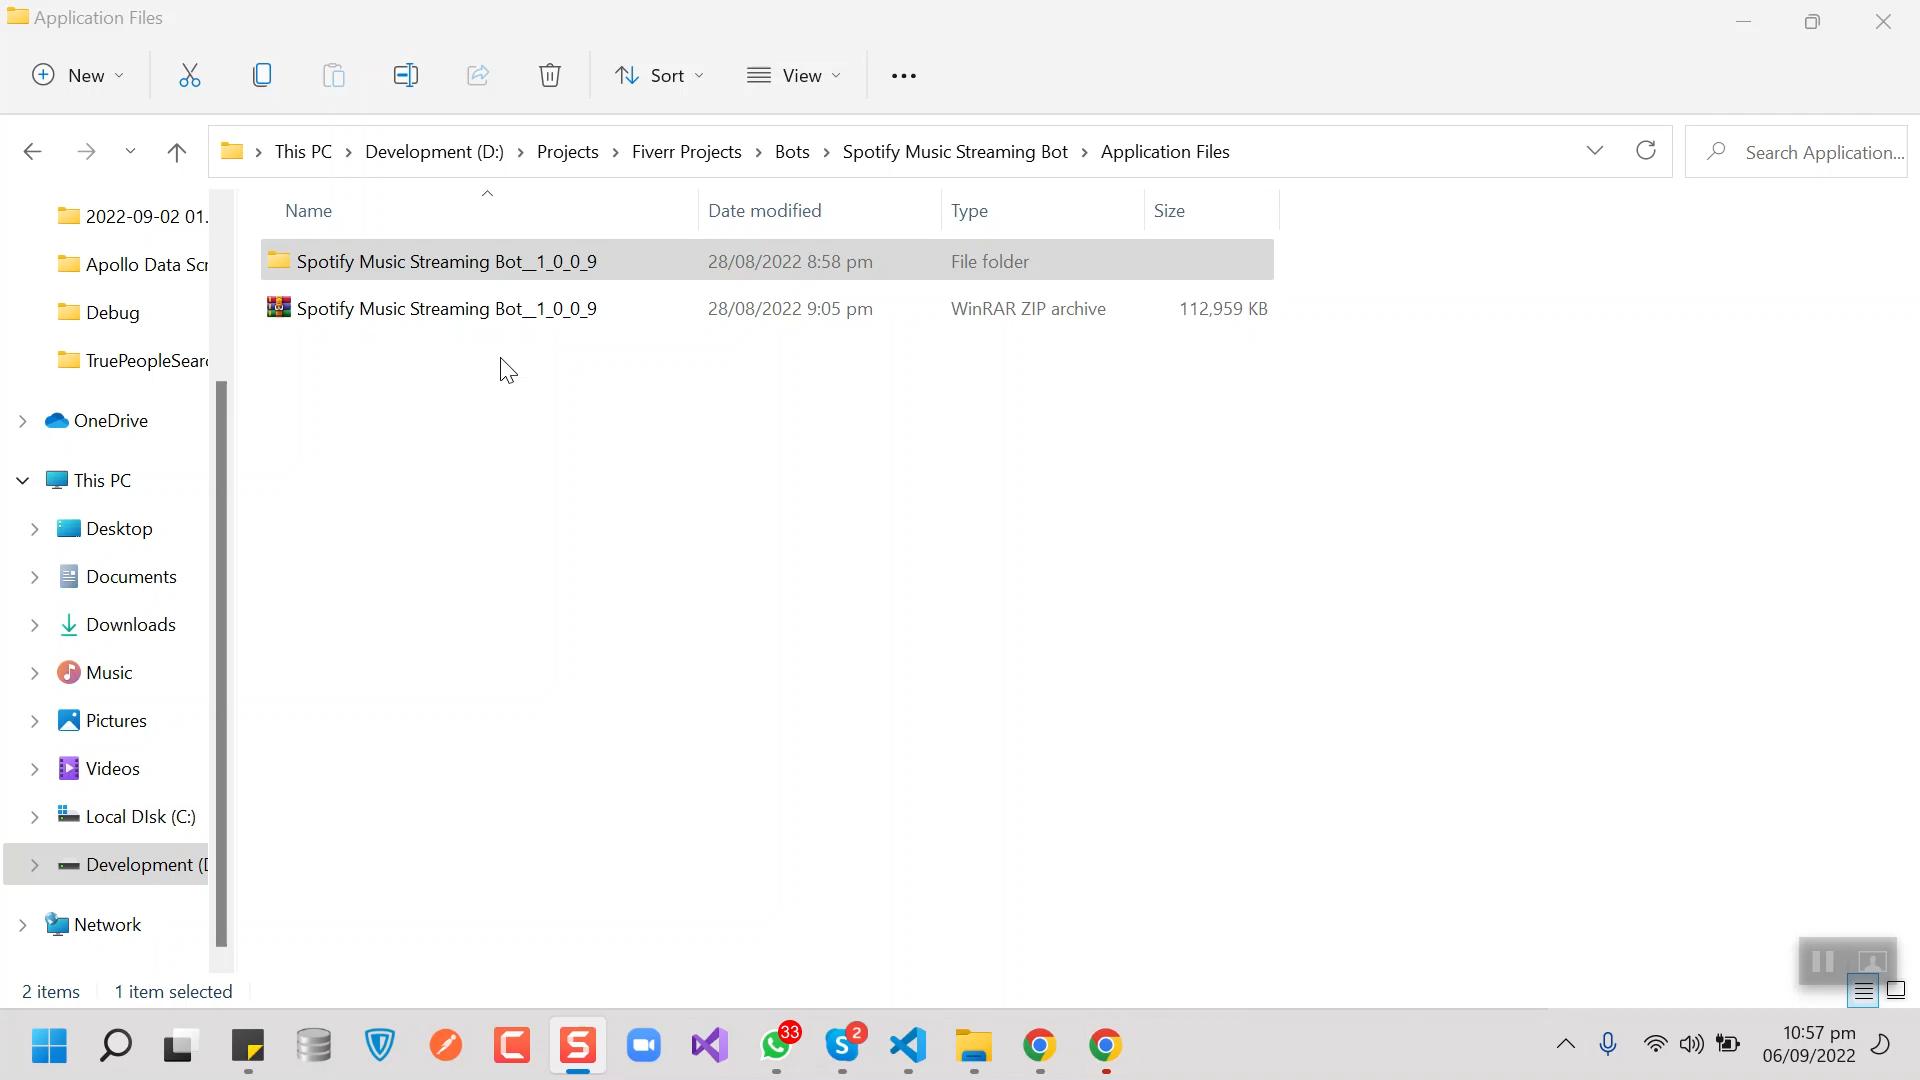 Application Files
New
Sort
View
This PC
Development (D:)
Projects
Fiverr Projects
Bots
Spotify Music Streaming Bot
Application Files
Search Application...
Name
Date modified
Type
Size
Spotify Music Streaming Bot__1_0_0_9
28/08/2022 8:58 pm
File folder
Spotify Music Streaming Bot__1_0_0_9
28/08/2022 9:05 pm
WinRAR ZIP archive
112,959 KB
2022-09-02 01.
Apollo Data Scr
Debug
TruePeopleSear
OneDrive
This PC
Desktop
Documents
Downloads
Music
Pictures
Videos
Local DIsk (C:)
Development (D
Network
2 items
1 item selected
33
2
10:57 pm
06/09/2022